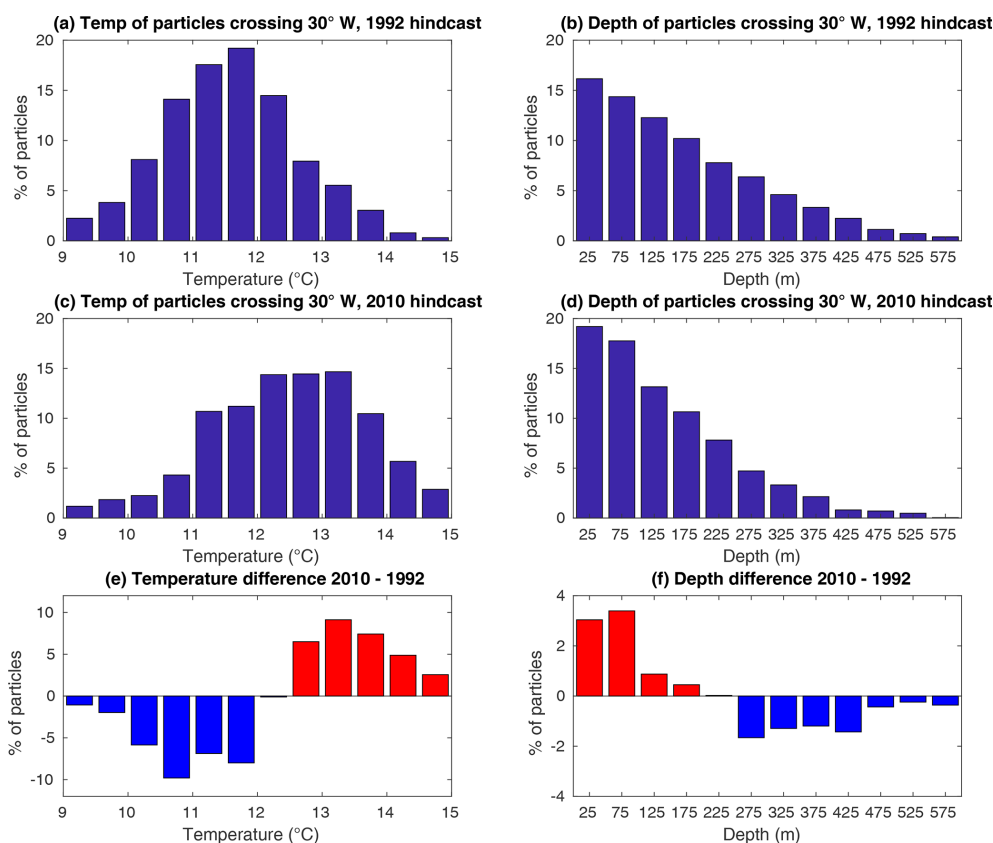 (a) Temp of particles crossing 30° W, 1992 hindcast
20
15
10
5
0
% of particles
9 10 11 12 13 14 15
Temperature (°C)
(b) Depth of particles crossing 30° W, 1992 hindcast
20
15
10
5
0
% of particles
25 75 125 175 225 275 325 375 425 475 525 575
Depth (m)
(c) Temp of particles crossing 30° W, 2010 hindcast
20
15
10
5
0
% of particles
9 10 11 12 13 14 15
Temperature (°C)
(d) Depth of particles crossing 30° W, 2010 hindcast
20
15
10
5
0
% of particles
25 75 125 175 225 275 325 375 425 475 525 575
Depth (m)
(e) Temperature difference 2010 - 1992
10
5
0
-5
-10
% of particles
9 10 11 12 13 14 15
Temperature (°C)
(f) Depth difference 2010 - 1992
4
2
0
-2
-4
% of particles
25 75 125 175 225 275 325 375 425 475 525 575
Depth (m)